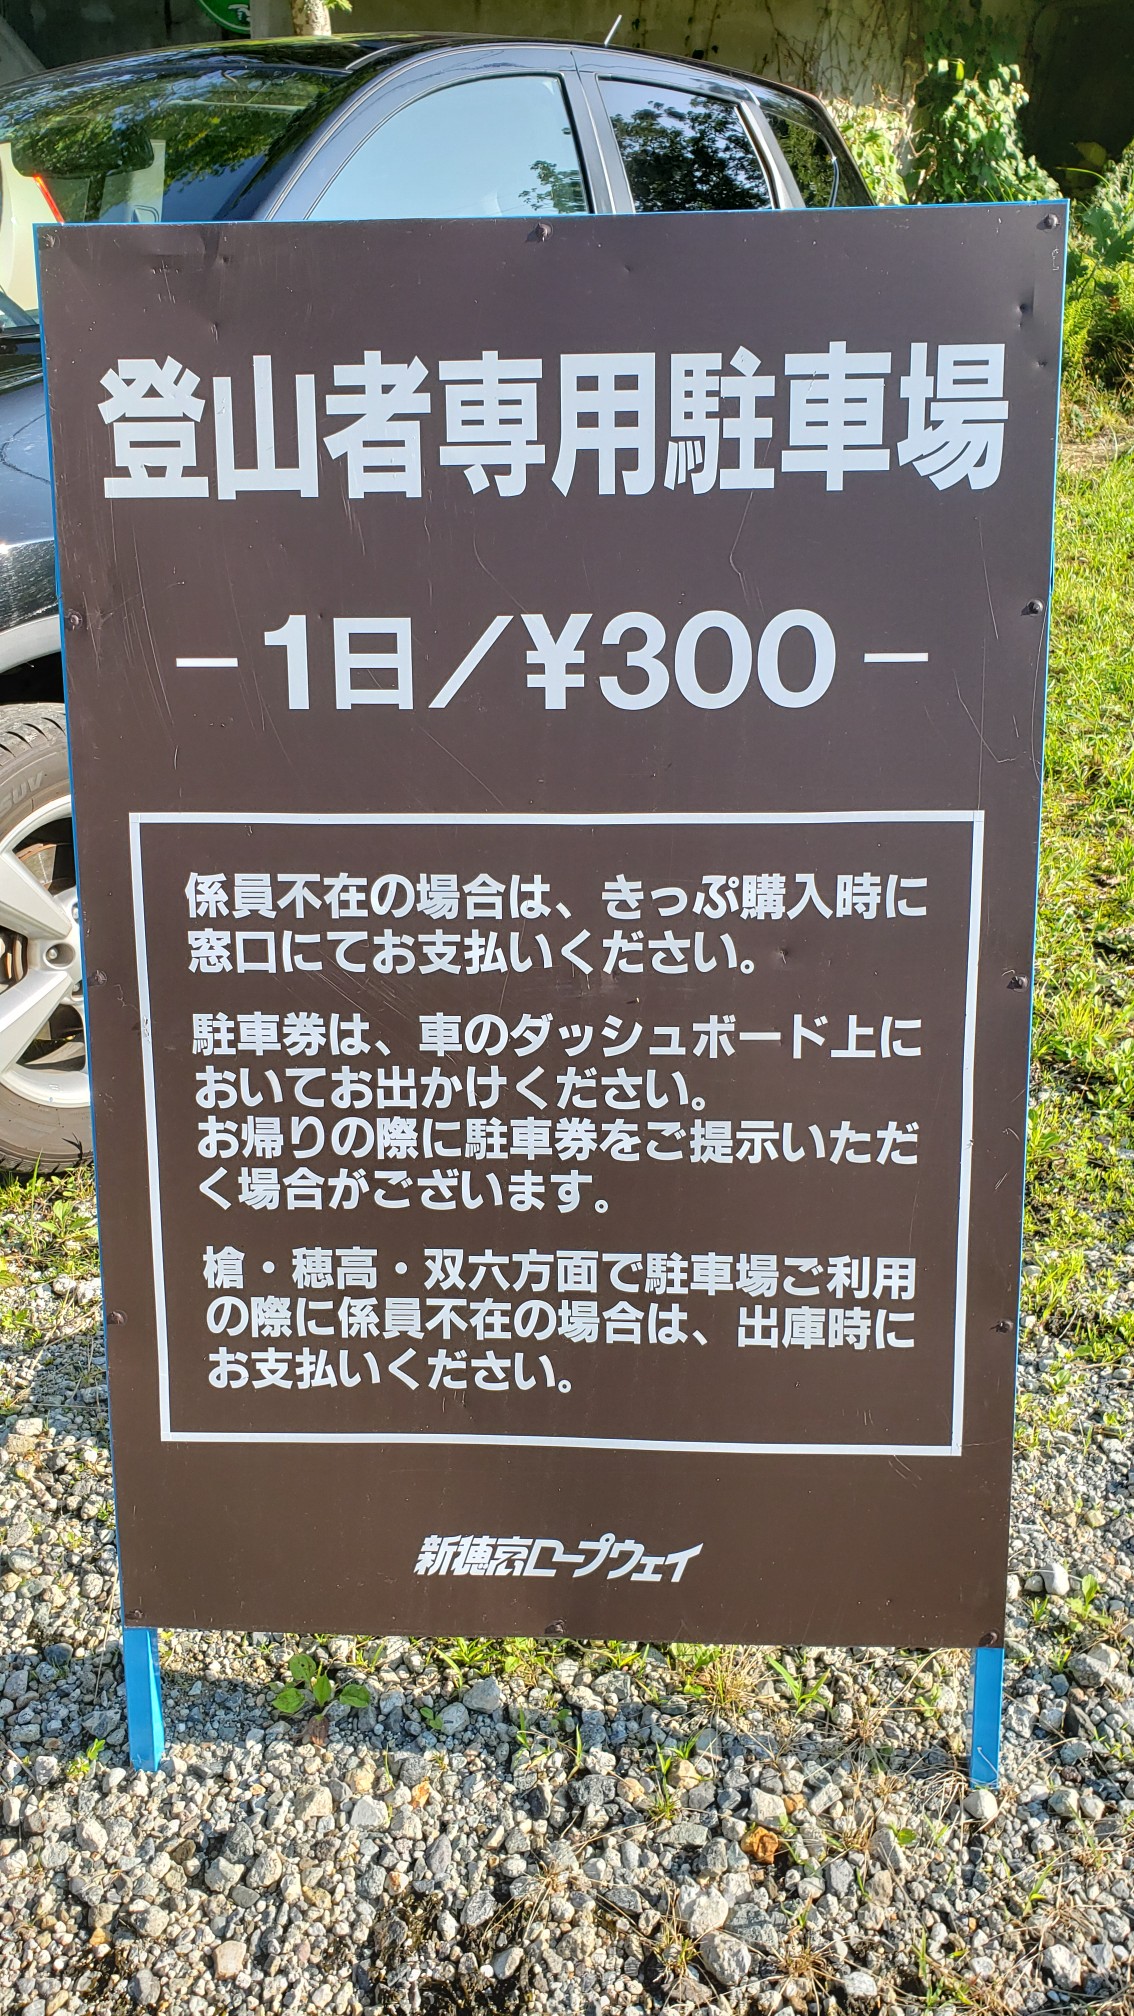 登山者専用駐車場
－1日／¥300－
係員不在の場合は、きっぷ購入時に
窓口にてお支払いください。
駐車券は、車のダッシュボード上に
おいてお出かけください。
お帰りの際に駐車券をご提示いただ
く場合がございます。
槍・穂高・双六方面で駐車場ご利用
の際に係員不在の場合は、出庫時に
お支払いください。
新穂高ロープウェイ
SUV